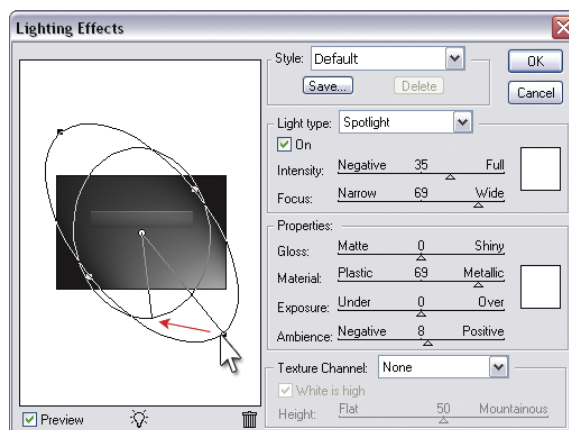 Lighting Effects
Style: Default
Save... Delete
OK
Cancel
Light type: Spotlight
On
Intensity: Negative 35 Full
Focus: Narrow 69 Wide
Properties:
Gloss: Matte 0 Shiny
Material: Plastic 69 Metallic
Exposure: Under 0 Over
Ambience: Negative 8 Positive
Texture Channel: None
White is high
Height: Flat 50 Mountainous
Preview